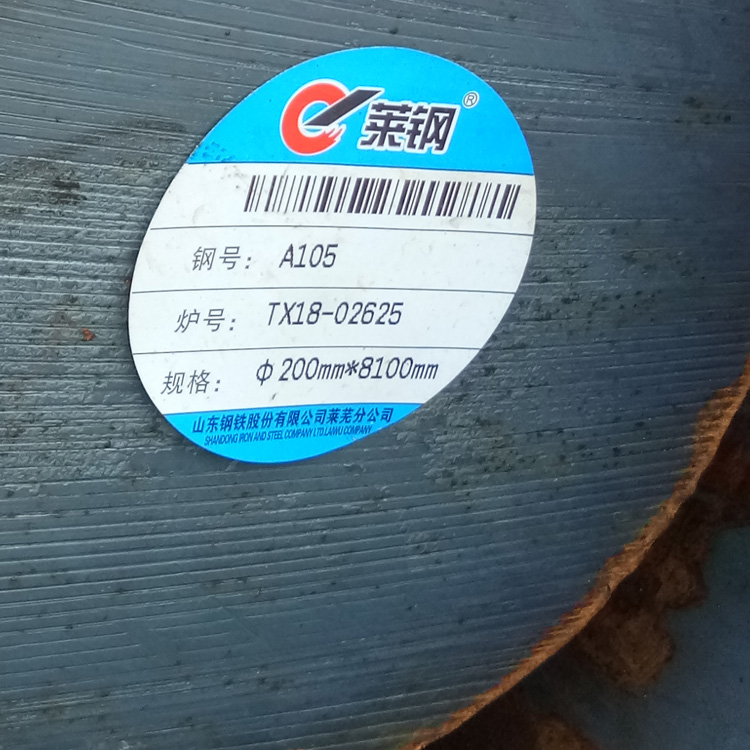 莱钢®
钢号: A105
炉号: TX18-02625
规格: φ200mm*8100mm
山东钢铁股份有限公司莱芜分公司
SHANDONG IRON AND STEEL COMPANY LTD.LAIWU COMPANY